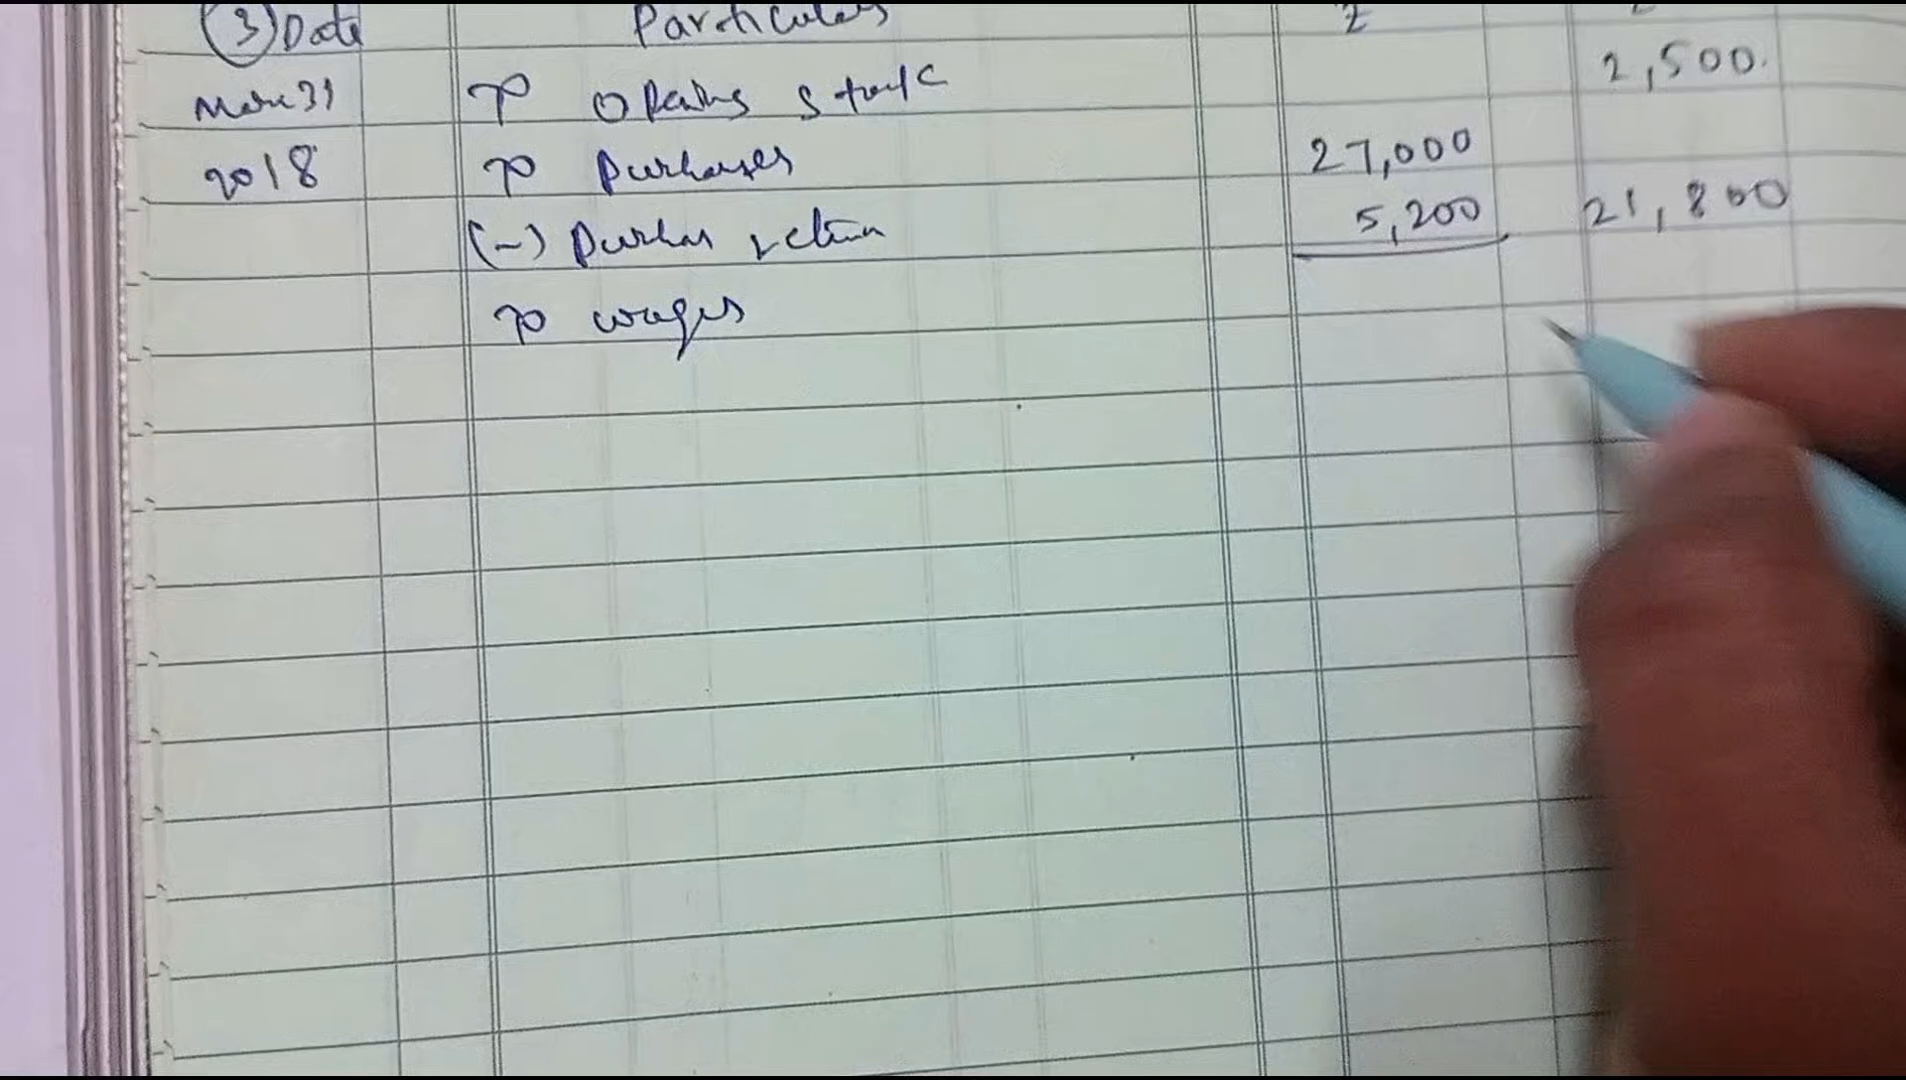 (3) Date Particulars ₹ ₹
Mar 31 To Opening stock 2,500.
2018 To Purchases 27,000
(-) Purchas return 5,200 21,800
To wages